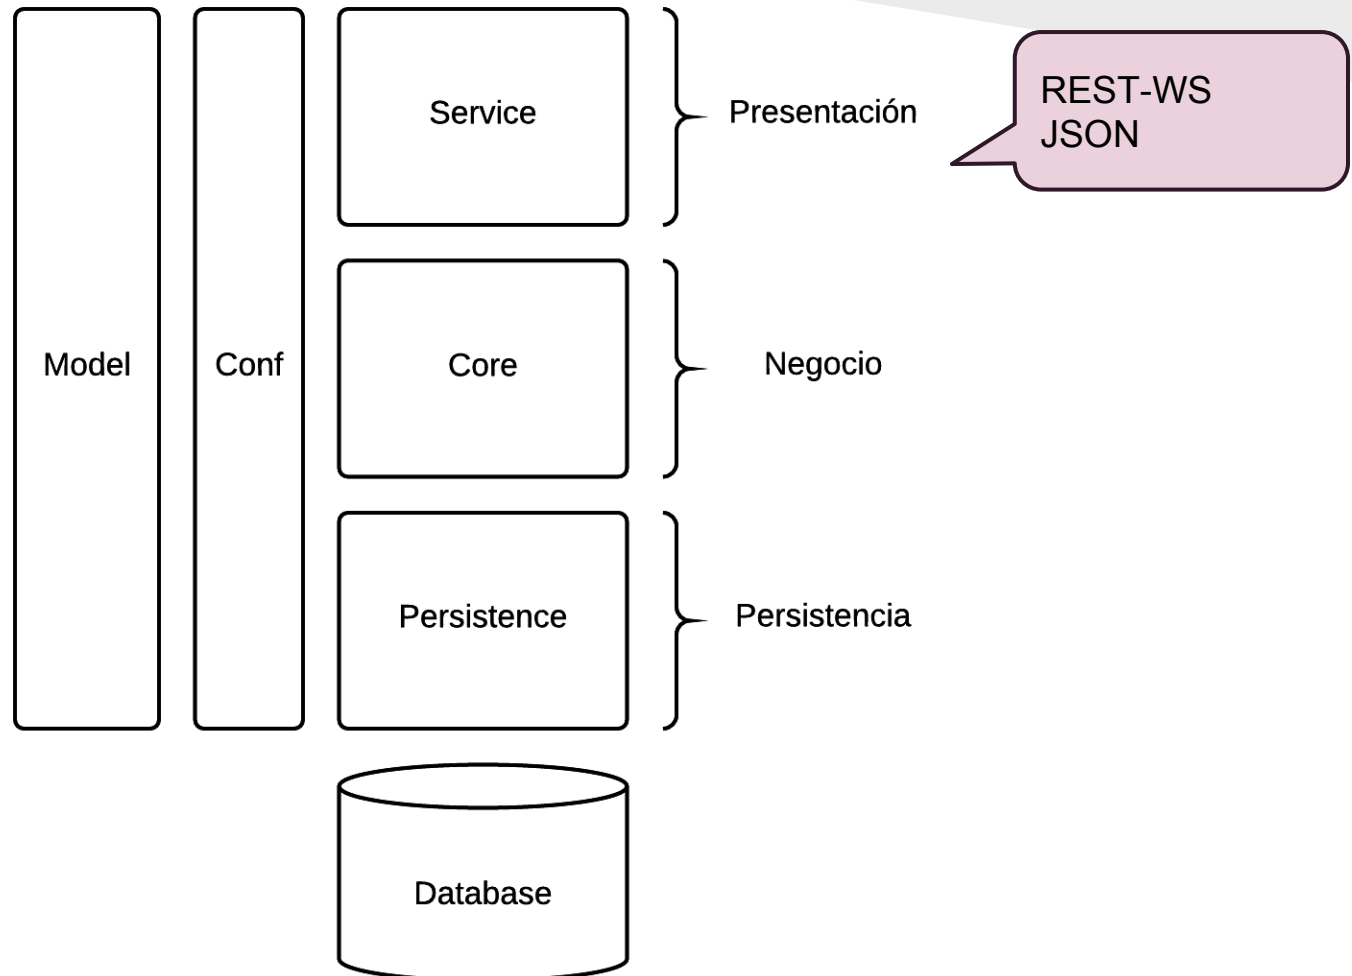 Service
Presentación
REST-WS
JSON
Model
Conf
Core
Negocio
Persistence
Persistencia
Database